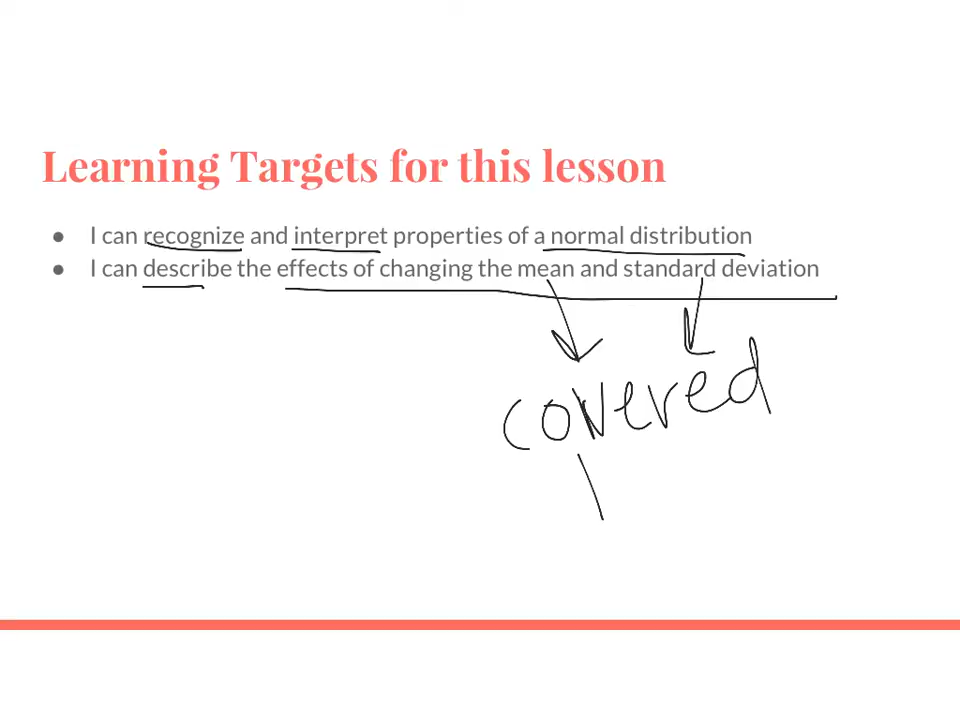 Learning Targets for this lesson
● I can recognize and interpret properties of a normal distribution
● I can describe the effects of changing the mean and standard deviation
covered